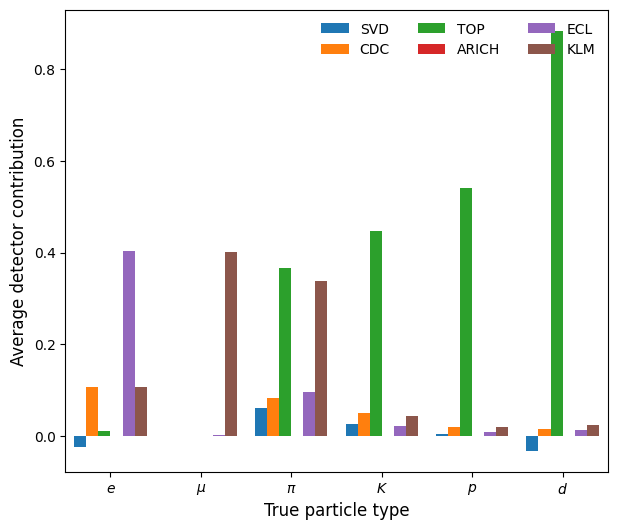 SVD TOP ECL
CDC ARICH KLM
Average detector contribution
0.8
0.6
0.4
0.2
0.0
e μ π K p d
True particle type